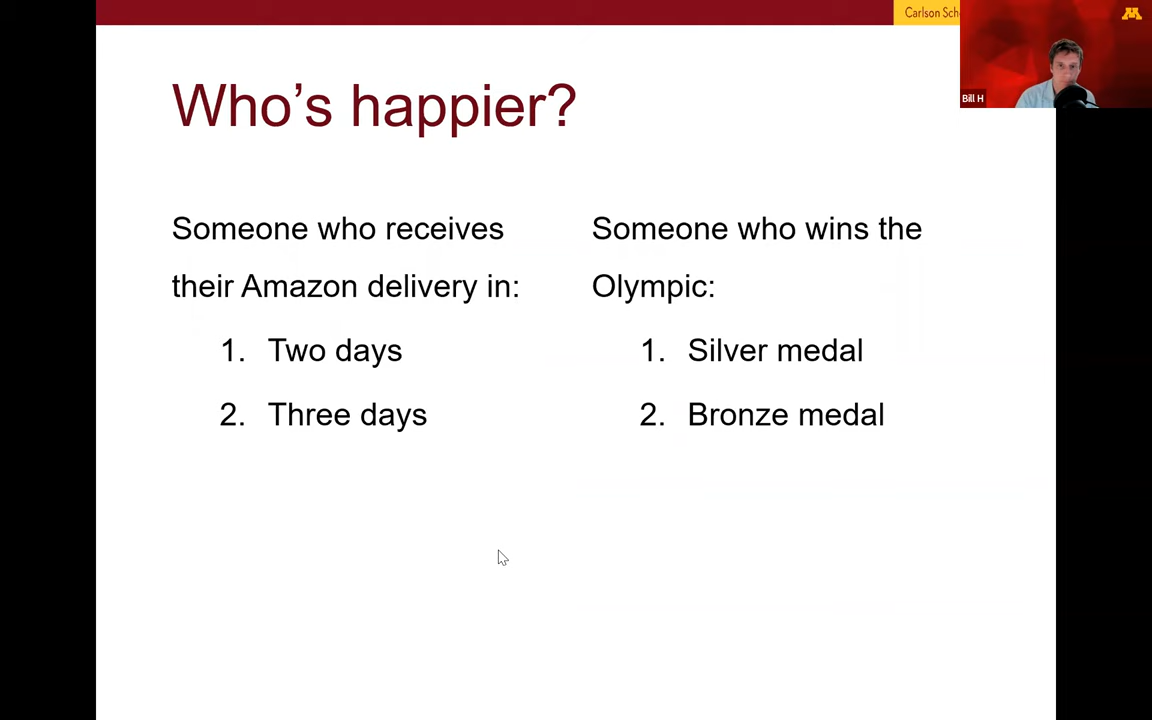 Carlson Sch
Bill H
Who's happier?
Someone who receives
their Amazon delivery in:
1. Two days
2. Three days
Someone who wins the
Olympic:
1. Silver medal
2. Bronze medal